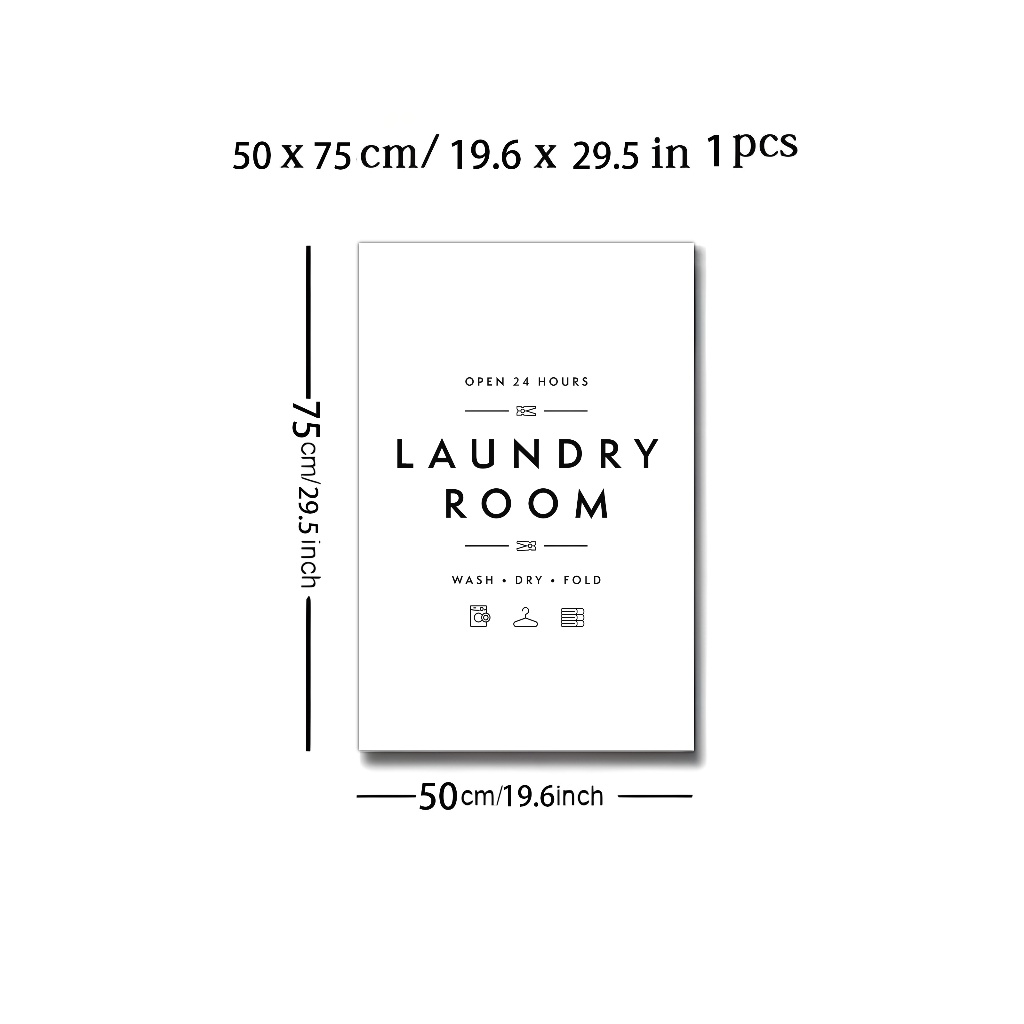 50 x 75 cm/ 19.6 x 29.5 in 1 pcs
75cm/29.5inch
OPEN 24 HOURS
LAUNDRY
ROOM
WASH • DRY • FOLD
50cm/19.6inch